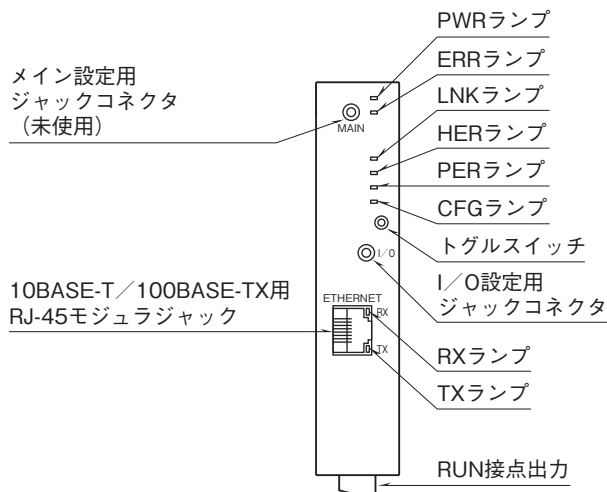 PWRランプ
ERRランプ
LNKランプ
HERランプ
PERランプ
CFGランプ
トグルスイッチ
I／O設定用
ジャックコネクタ
RXランプ
TXランプ
RUN接点出力
メイン設定用
ジャックコネクタ
（未使用）
10BASE-T／100BASE-TX用
RJ-45モジュラジャック
MAIN
I／O
ETHERNET
RX
TX